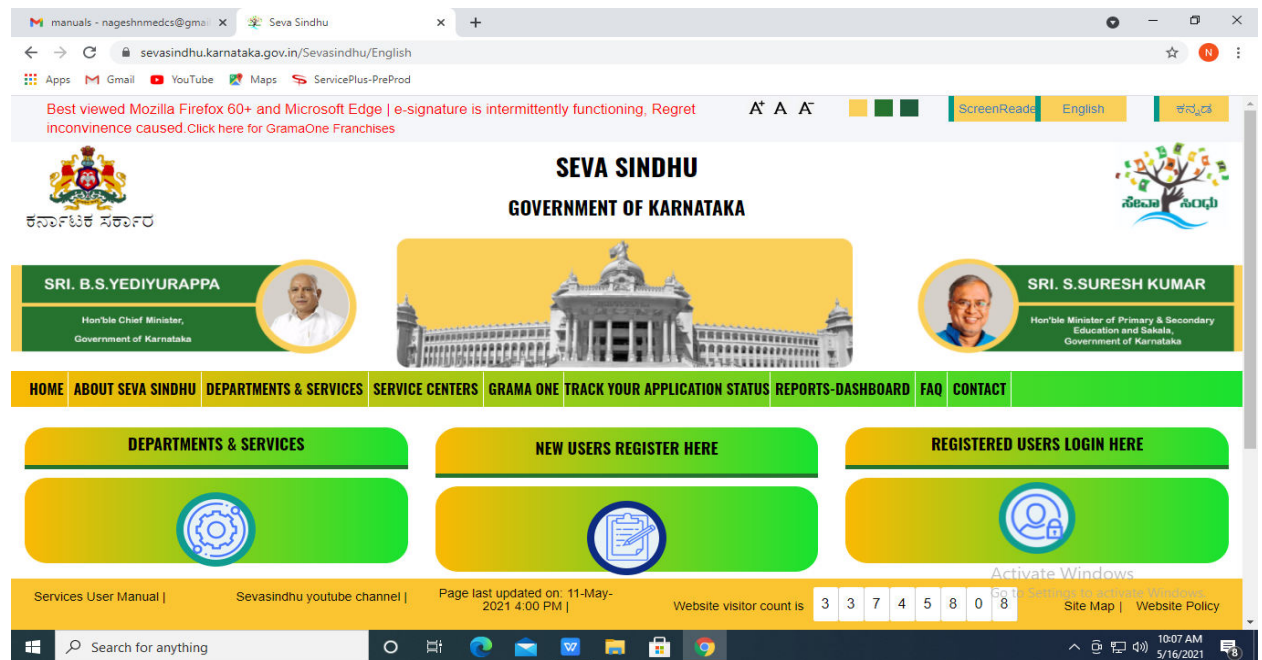 manuals - nageshnmedcs@gmai
Seva Sindhu
sevasindhu.karnataka.gov.in/Sevasindhu/English
N
Apps Gmail YouTube Maps ServicePlus-PreProd
Best viewed Mozilla Firefox 60+ and Microsoft Edge | e-signature is intermittently functioning, Regret
inconvinence caused.Click here for GramaOne Franchises
A+ A A-
ScreenReade
English
ಕನ್ನಡ
ಕರ್ನಾಟಕ ಸರ್ಕಾರ
SEVA SINDHU
GOVERNMENT OF KARNATAKA
ಸೇವಾ ಸಿಂಧು
SRI. B.S.YEDIYURAPPA
Hon'ble Chief Minister,
Government of Karnataka
SRI. S.SURESH KUMAR
Hon'ble Minister of Primary & Secondary
Education and Sakala,
Government of Karnataka
HOME ABOUT SEVA SINDHU DEPARTMENTS & SERVICES SERVICE CENTERS GRAMA ONE TRACK YOUR APPLICATION STATUS REPORTS-DASHBOARD FAQ CONTACT
DEPARTMENTS & SERVICES
NEW USERS REGISTER HERE
REGISTERED USERS LOGIN HERE
Activate Windows
Go to Settings to activate Windows.
Services User Manual |
Sevasindhu youtube channel |
Page last updated on: 11-May-
2021 4:00 PM |
Website visitor count is
3 3 7 4 5 8 0 8
Site Map | Website Policy
Search for anything
10:07 AM
5/16/2021
8